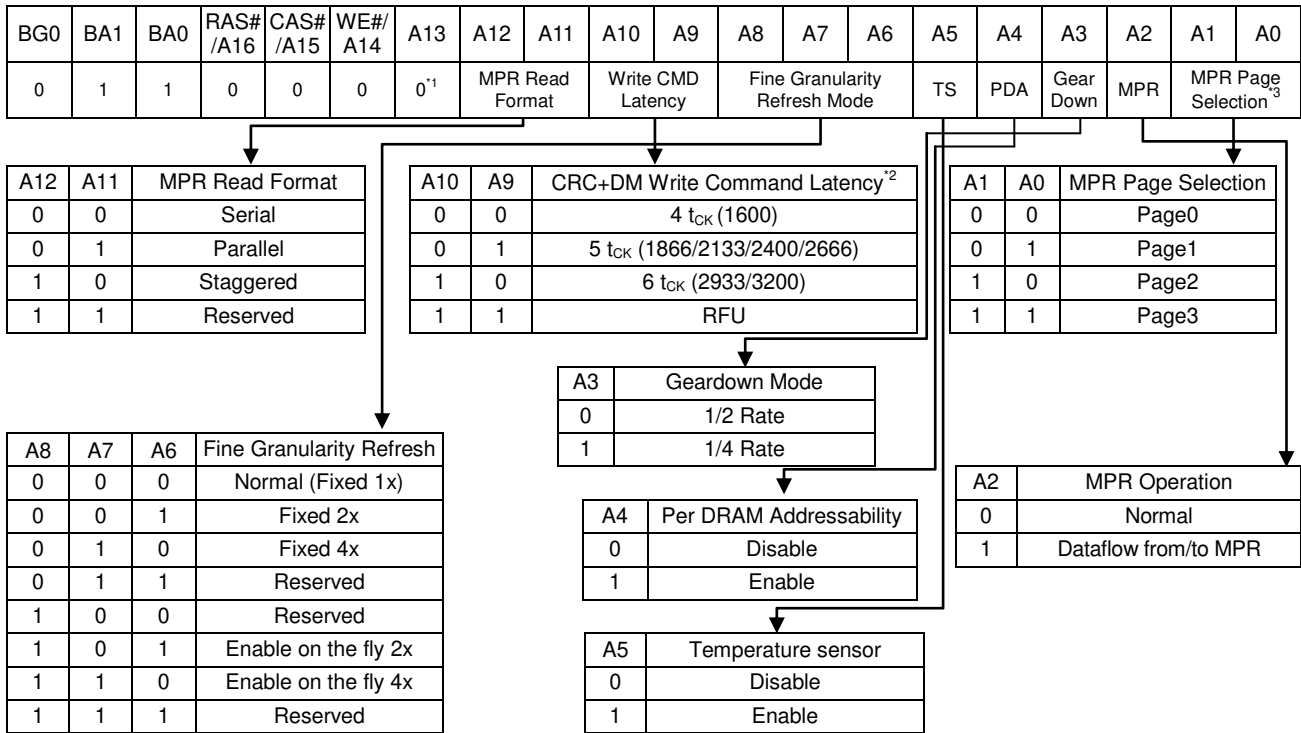 BG0 BA1 BA0 RAS# /A16 CAS# /A15 WE#/ A14 A13 A12 A11 A10 A9 A8 A7 A6 A5 A4 A3 A2 A1 A0
0 1 1 0 0 0 0*1 MPR Read Format Write CMD Latency Fine Granularity Refresh Mode TS PDA Gear Down MPR MPR Page Selection*3
A12 A11 MPR Read Format
0 0 Serial
0 1 Parallel
1 0 Staggered
1 1 Reserved
A10 A9 CRC+DM Write Command Latency*2
0 0 4 tCK (1600)
0 1 5 tCK (1866/2133/2400/2666)
1 0 6 tCK (2933/3200)
1 1 RFU
A1 A0 MPR Page Selection
0 0 Page0
0 1 Page1
1 0 Page2
1 1 Page3
A3 Geardown Mode
0 1/2 Rate
1 1/4 Rate
A8 A7 A6 Fine Granularity Refresh
0 0 0 Normal (Fixed 1x)
0 0 1 Fixed 2x
0 1 0 Fixed 4x
0 1 1 Reserved
1 0 0 Reserved
1 0 1 Enable on the fly 2x
1 1 0 Enable on the fly 4x
1 1 1 Reserved
A4 Per DRAM Addressability
0 Disable
1 Enable
A2 MPR Operation
0 Normal
1 Dataflow from/to MPR
A5 Temperature sensor
0 Disable
1 Enable